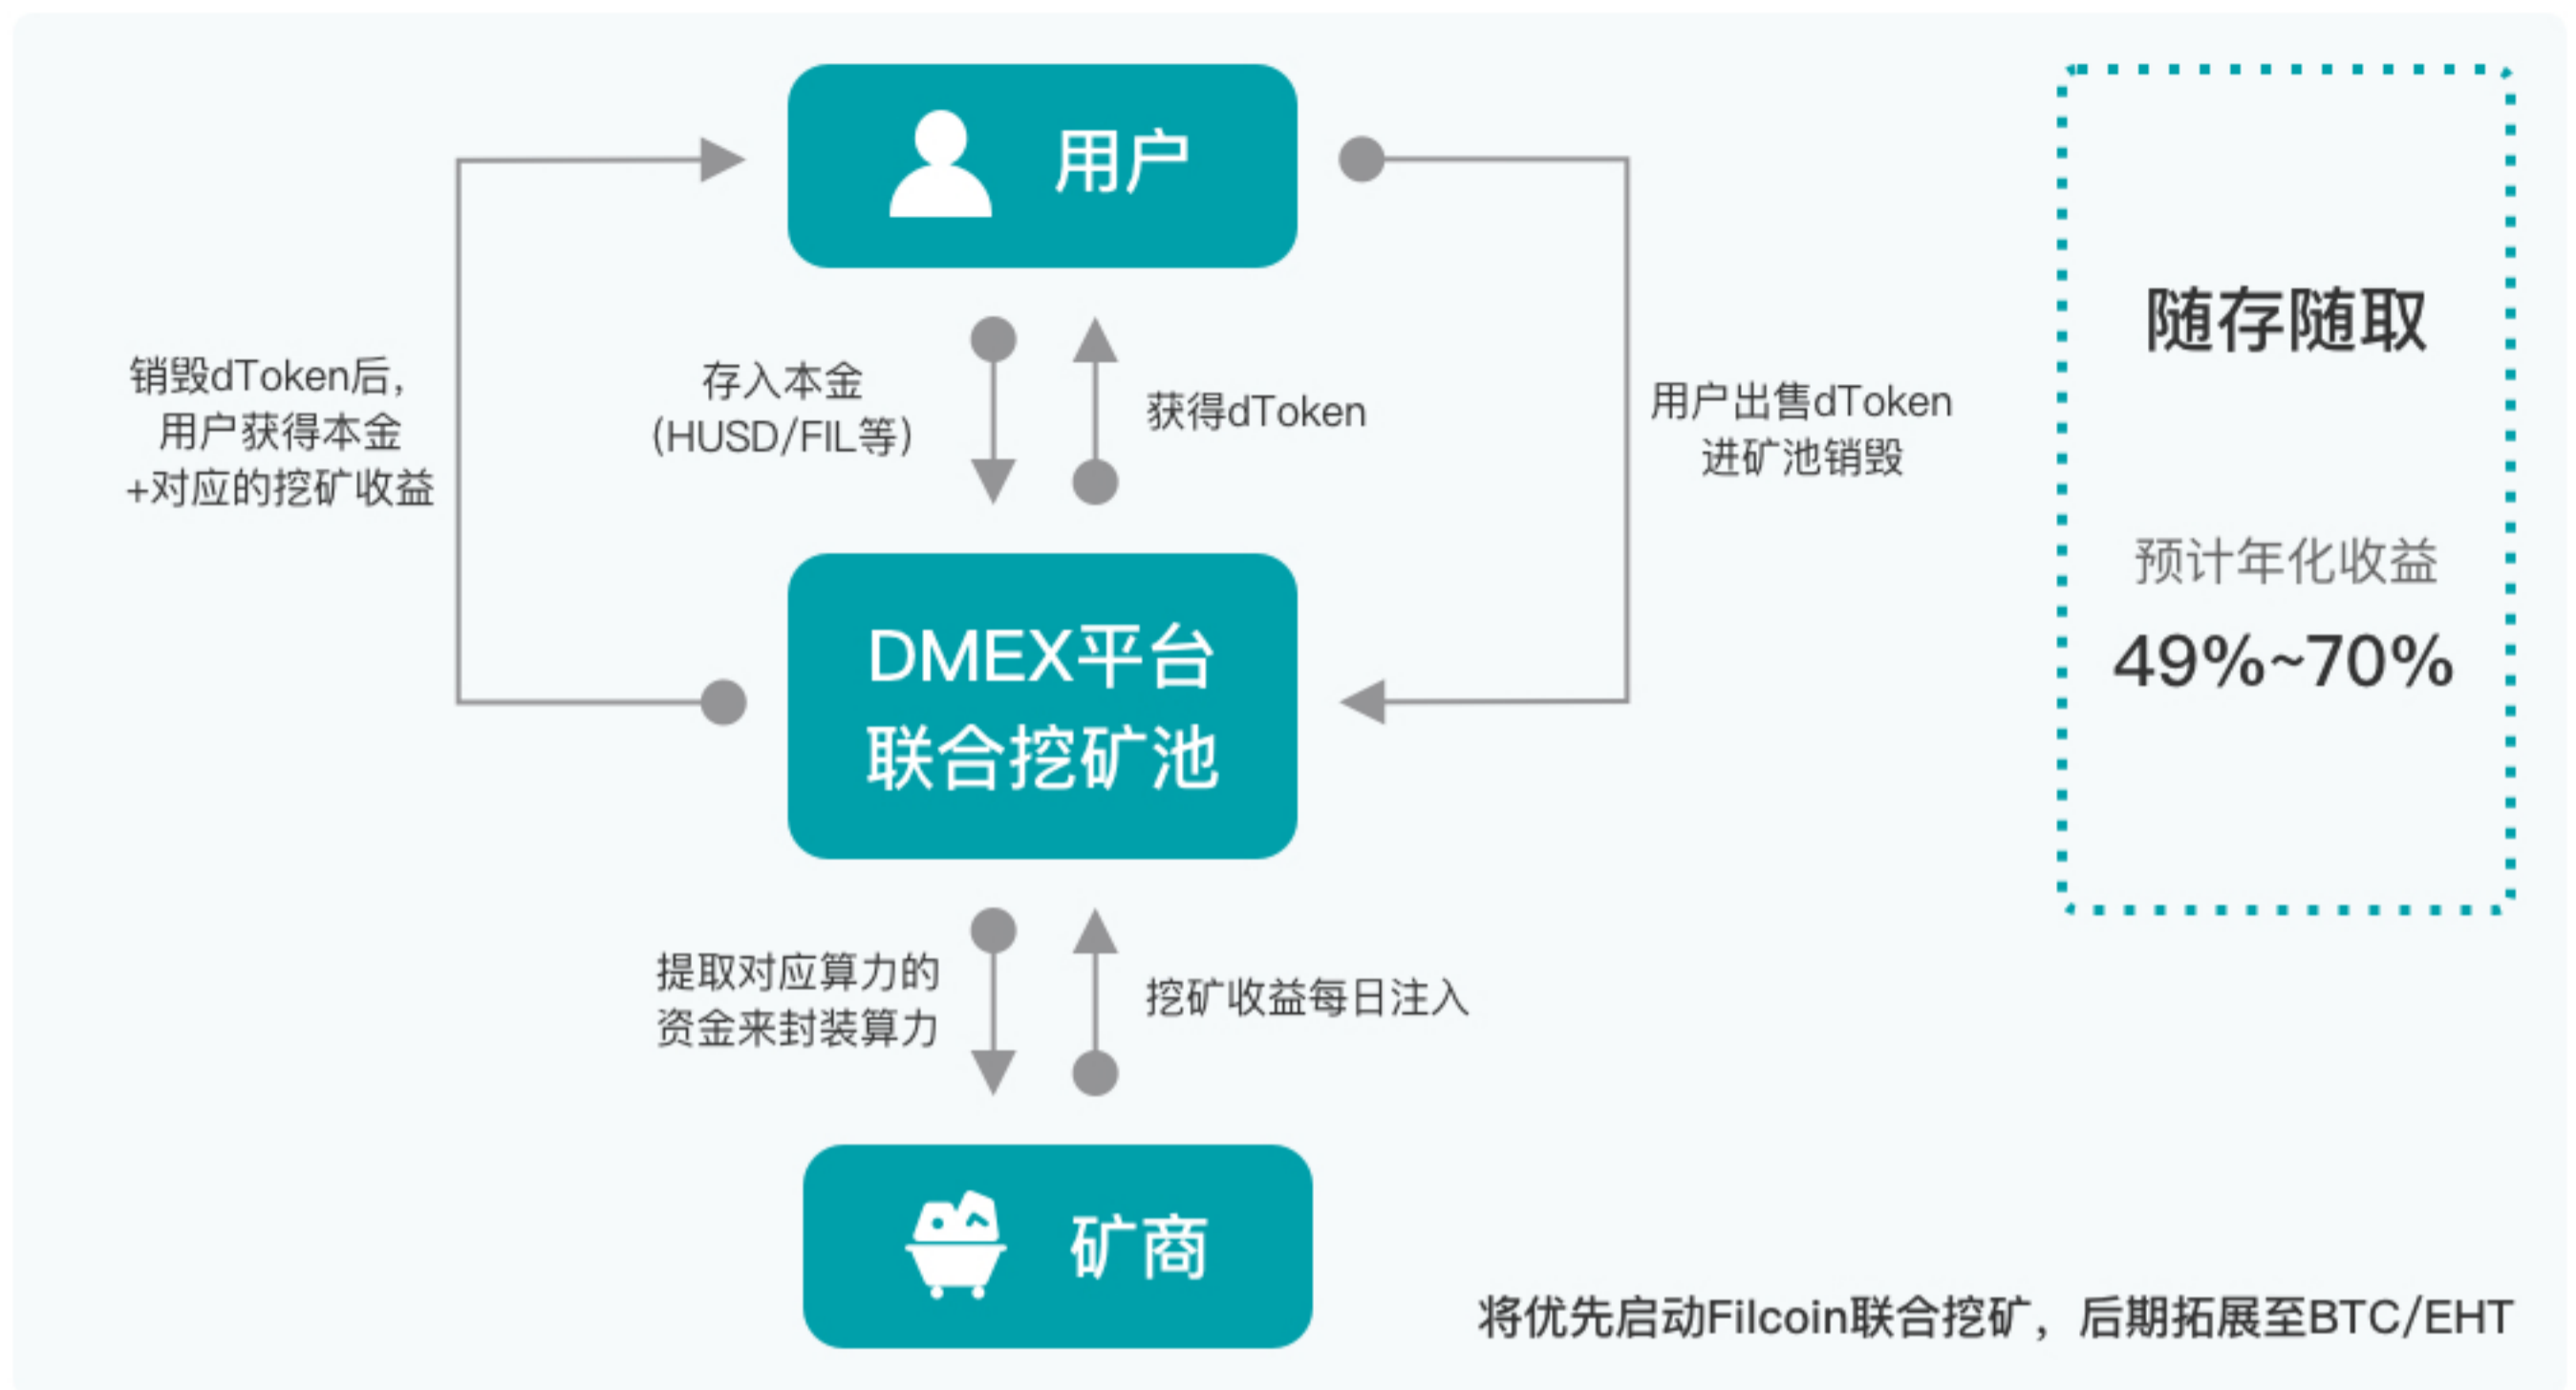 用户
销毁dToken后，
用户获得本金
+对应的挖矿收益
存入本金
(HUSD/FIL等)
获得dToken
用户出售dToken
进矿池销毁
随存随取
预计年化收益
49%~70%
DMEX平台
联合挖矿池
提取对应算力的
资金来封装算力
挖矿收益每日注入
矿商
将优先启动Filcoin联合挖矿，后期拓展至BTC/EHT